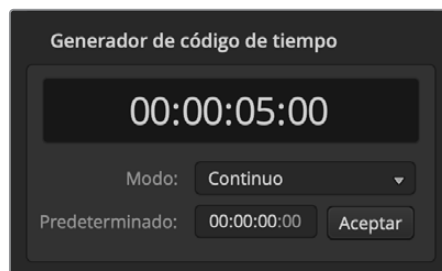 Generador de código de tiempo
00:00:05:00
Modo: Continuo
Predeterminado: 00:00:00:00 Aceptar